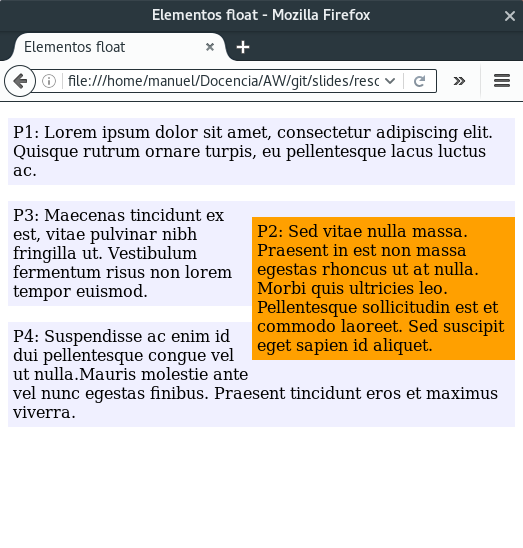 Elementos float - Mozilla Firefox
Elementos float
file:///home/manuel/Docencia/AW/git/slides/resc
P1: Lorem ipsum dolor sit amet, consectetur adipiscing elit.
Quisque rutrum ornare turpis, eu pellentesque lacus luctus
ac.
P3: Maecenas tincidunt ex
est, vitae pulvinar nibh
fringilla ut. Vestibulum
fermentum risus non lorem
tempor euismod.
P2: Sed vitae nulla massa.
Praesent in est non massa
egestas rhoncus ut at nulla.
Morbi quis ultricies leo.
Pellentesque sollicitudin est et
commodo laoreet. Sed suscipit
eget sapien id aliquet.
P4: Suspendisse ac enim id
dui pellentesque congue vel
ut nulla.Mauris molestie ante
vel nunc egestas finibus. Praesent tincidunt eros et maximus
viverra.